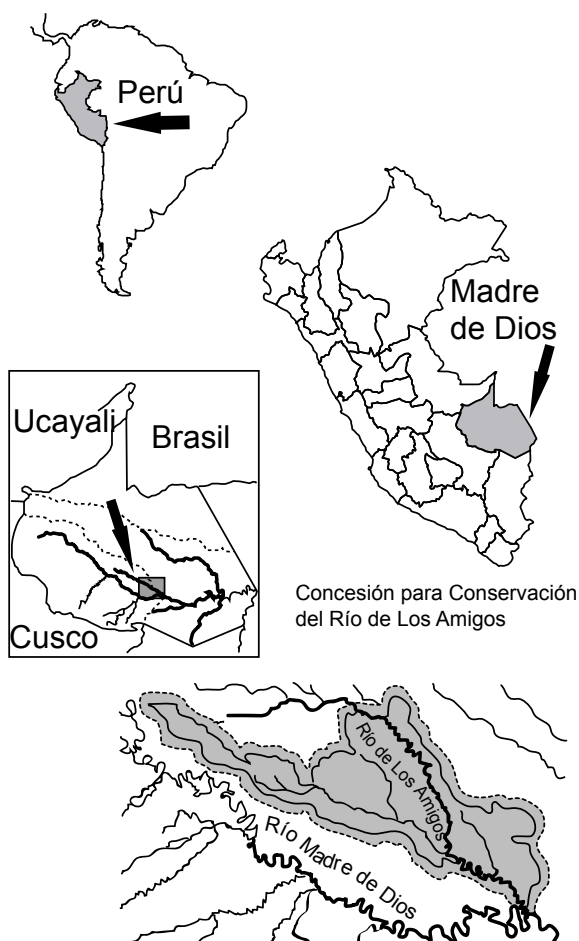 Perú
Madre
de Dios
Ucayali
Brasil
Cusco
Concesión para Conservación
del Río de Los Amigos
Río de Los Amigos
Río Madre de Dios